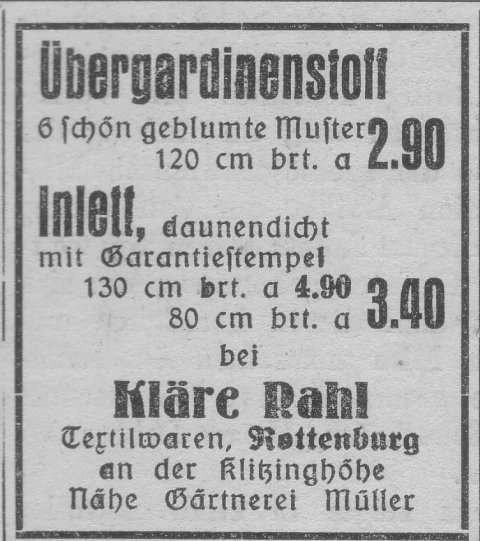 Übergardinenstoff
6 schön geblumte Muster 2.90
120 cm brt. a
Inlett, daunendicht
mit Garantiestempel
130 cm brt. a 4.90
80 cm brt. a 3.40
bei
Kläre Rahl
Textilwaren, Rottenburg
an der Klitzinghöhe
Nähe Gärtnerei Müller